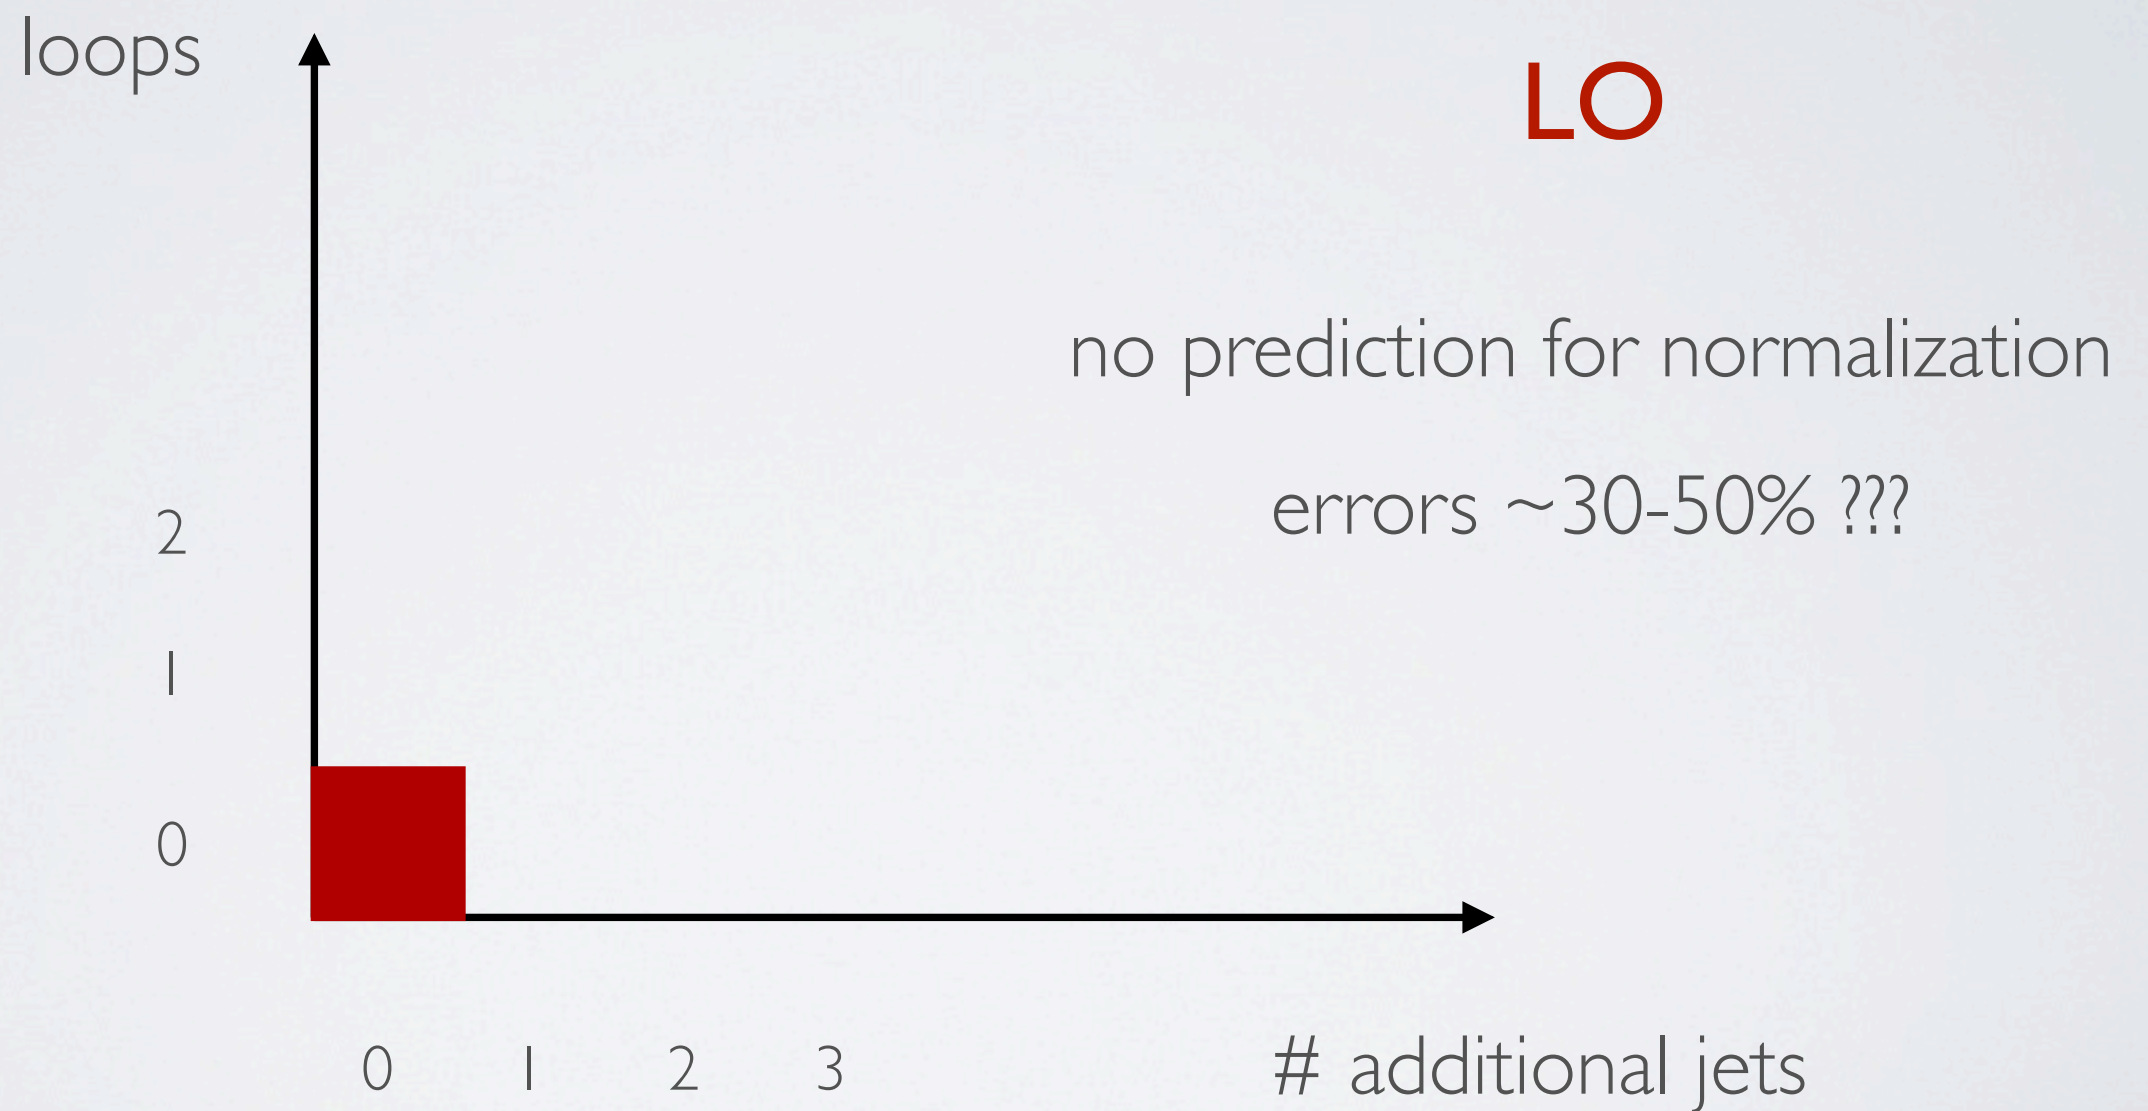 loops
LO
no prediction for normalization
errors ~30-50% ???
2
1
0
0 1 2 3
# additional jets